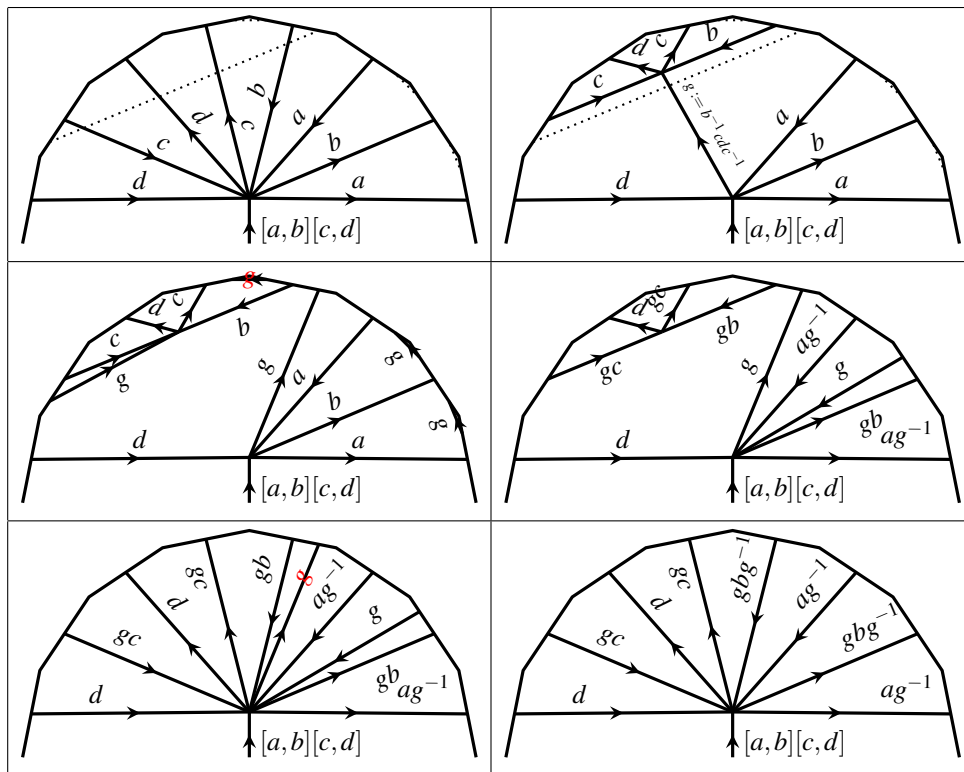 d c d c b a b a
[a,b][c,d]
c d c b g := b⁻¹cdc⁻¹ a b a d
[a,b][c,d]
g c g d c b g a b g g a d
[a,b][c,d]
gc d gc gb g ag⁻¹ g gb ag⁻¹ d
[a,b][c,d]
d gc d gc gb g ag⁻¹ g gb ag⁻¹
[a,b][c,d]
d gc d gc gbg⁻¹ ag⁻¹ gbg⁻¹ ag⁻¹
[a,b][c,d]